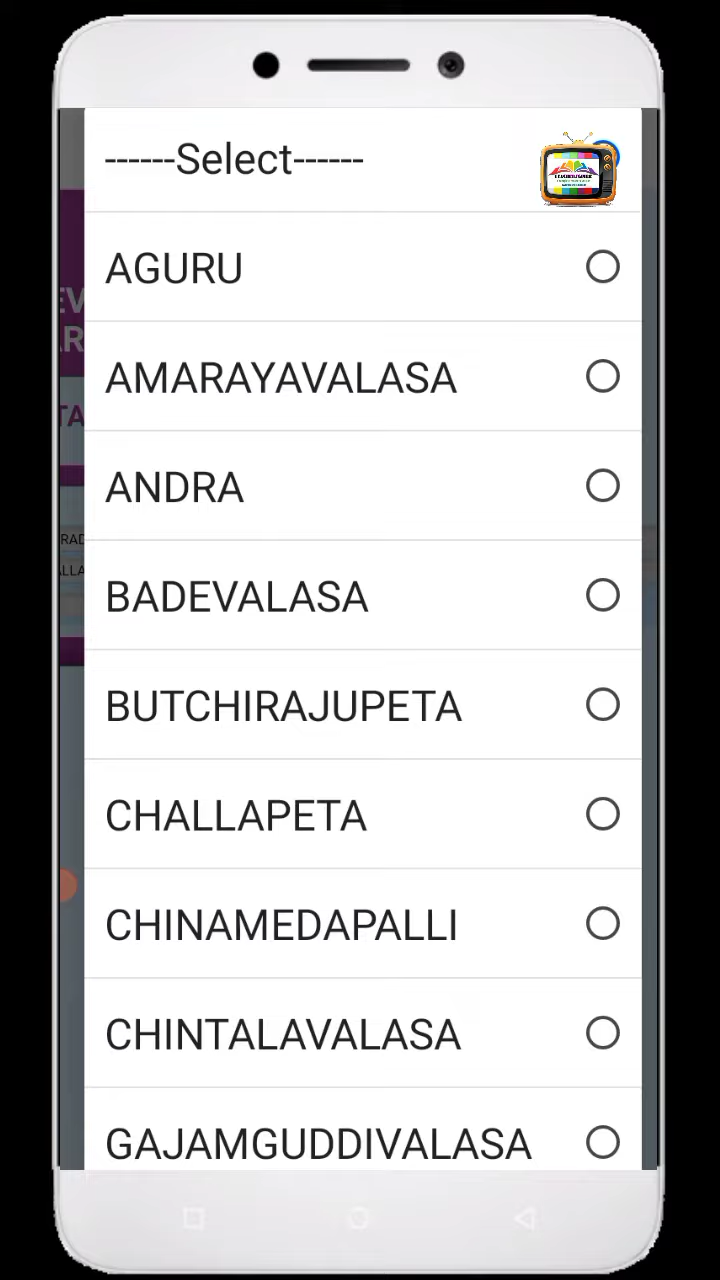 ------Select------
AGURU
AMARAYAVALASA
ANDRA
BADEVALASA
BUTCHIRAJUPETA
CHALLAPETA
CHINAMEDAPALLI
CHINTALAVALASA
GAJAMGUDDIVALASA